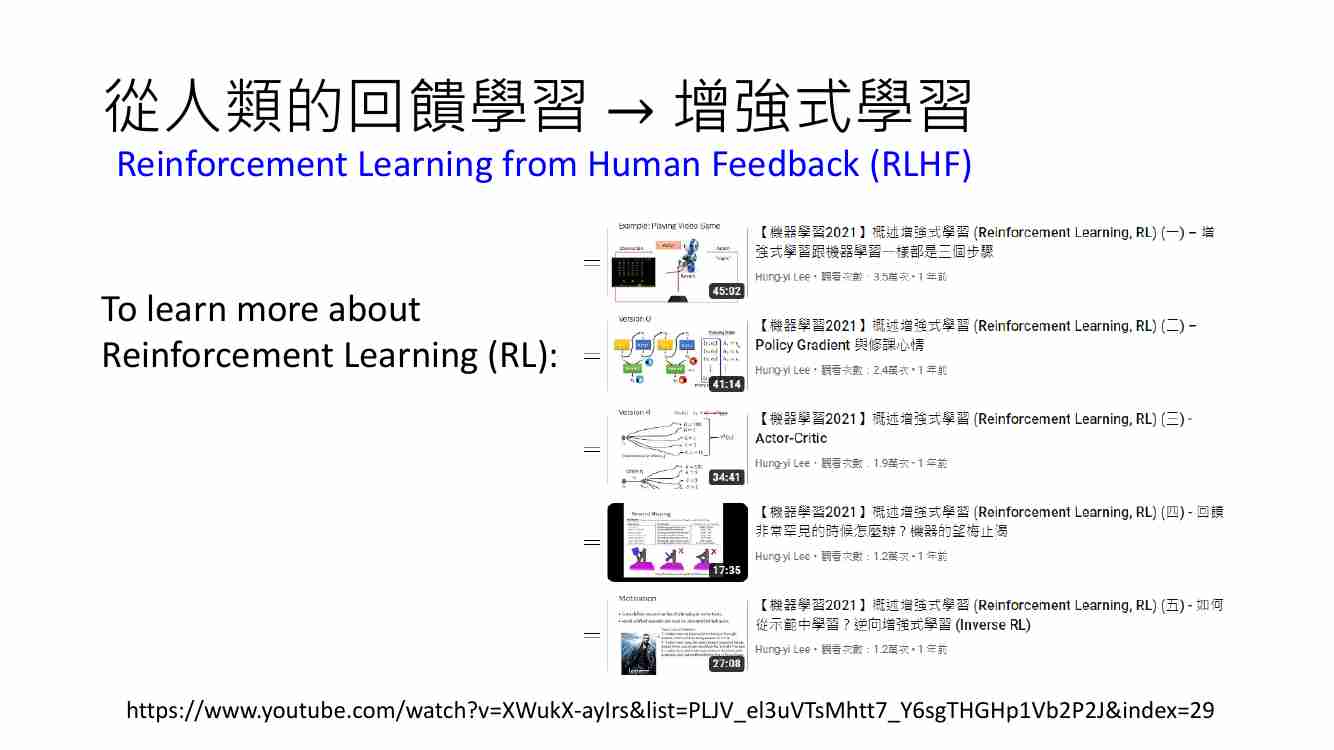 從人類的回饋學習 → 增強式學習
Reinforcement Learning from Human Feedback (RLHF)
To learn more about
Reinforcement Learning (RL):
Example: Playing Video Game
45:02
【機器學習2021】概述增強式學習 (Reinforcement Learning, RL) (一) – 增
強式學習跟機器學習一樣都是三個步驟
Hung-yi Lee • 觀看次數：3.5萬次 • 1 年前
Version 0
41:14
【機器學習2021】概述增強式學習 (Reinforcement Learning, RL) (二) –
Policy Gradient 與修課心情
Hung-yi Lee • 觀看次數：2.4萬次 • 1 年前
34:41
【機器學習2021】概述增強式學習 (Reinforcement Learning, RL) (三) -
Actor-Critic
Hung-yi Lee • 觀看次數：1.9萬次 • 1 年前
Reward Shaping
17:35
【機器學習2021】概述增強式學習 (Reinforcement Learning, RL) (四) - 回饋
非常罕見的時候怎麼辦？機器的望梅止渴
Hung-yi Lee • 觀看次數：1.2萬次 • 1 年前
Motivation
27:08
【機器學習2021】概述增強式學習 (Reinforcement Learning, RL) (五) - 如何
從示範中學習？逆向增強式學習 (Inverse RL)
Hung-yi Lee • 觀看次數：1.2萬次 • 1 年前
https://www.youtube.com/watch?v=XWukX-ayIrs&list=PLJV_el3uVTsMhtt7_Y6sgTHGHp1Vb2P2J&index=29